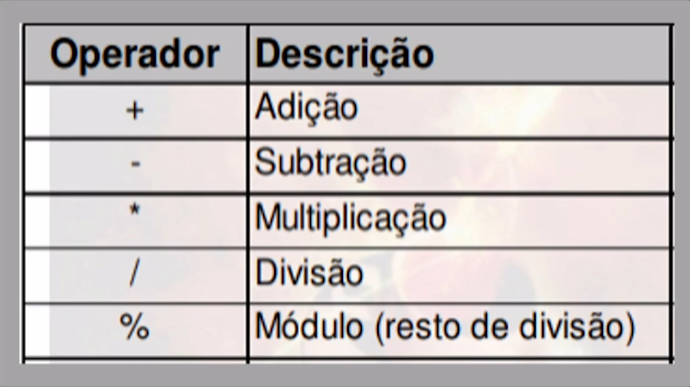 Operador Descrição
+ Adição
- Subtração
* Multiplicação
/ Divisão
% Módulo (resto de divisão)